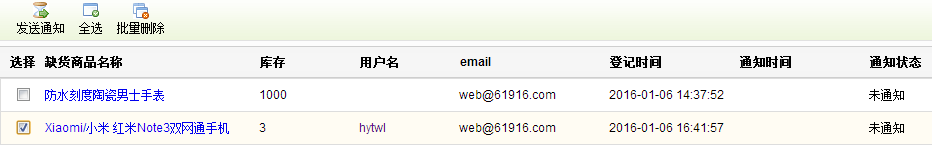 发送通知 全选 批量删除
选择 缺货商品名称 库存 用户名 email 登记时间 通知时间 通知状态
防水刻度陶瓷男士手表 1000 web@61916.com 2016-01-06 14:37:52 未通知
Xiaomi/小米 红米Note3双网通手机 3 hytwl web@61916.com 2016-01-06 16:41:57 未通知